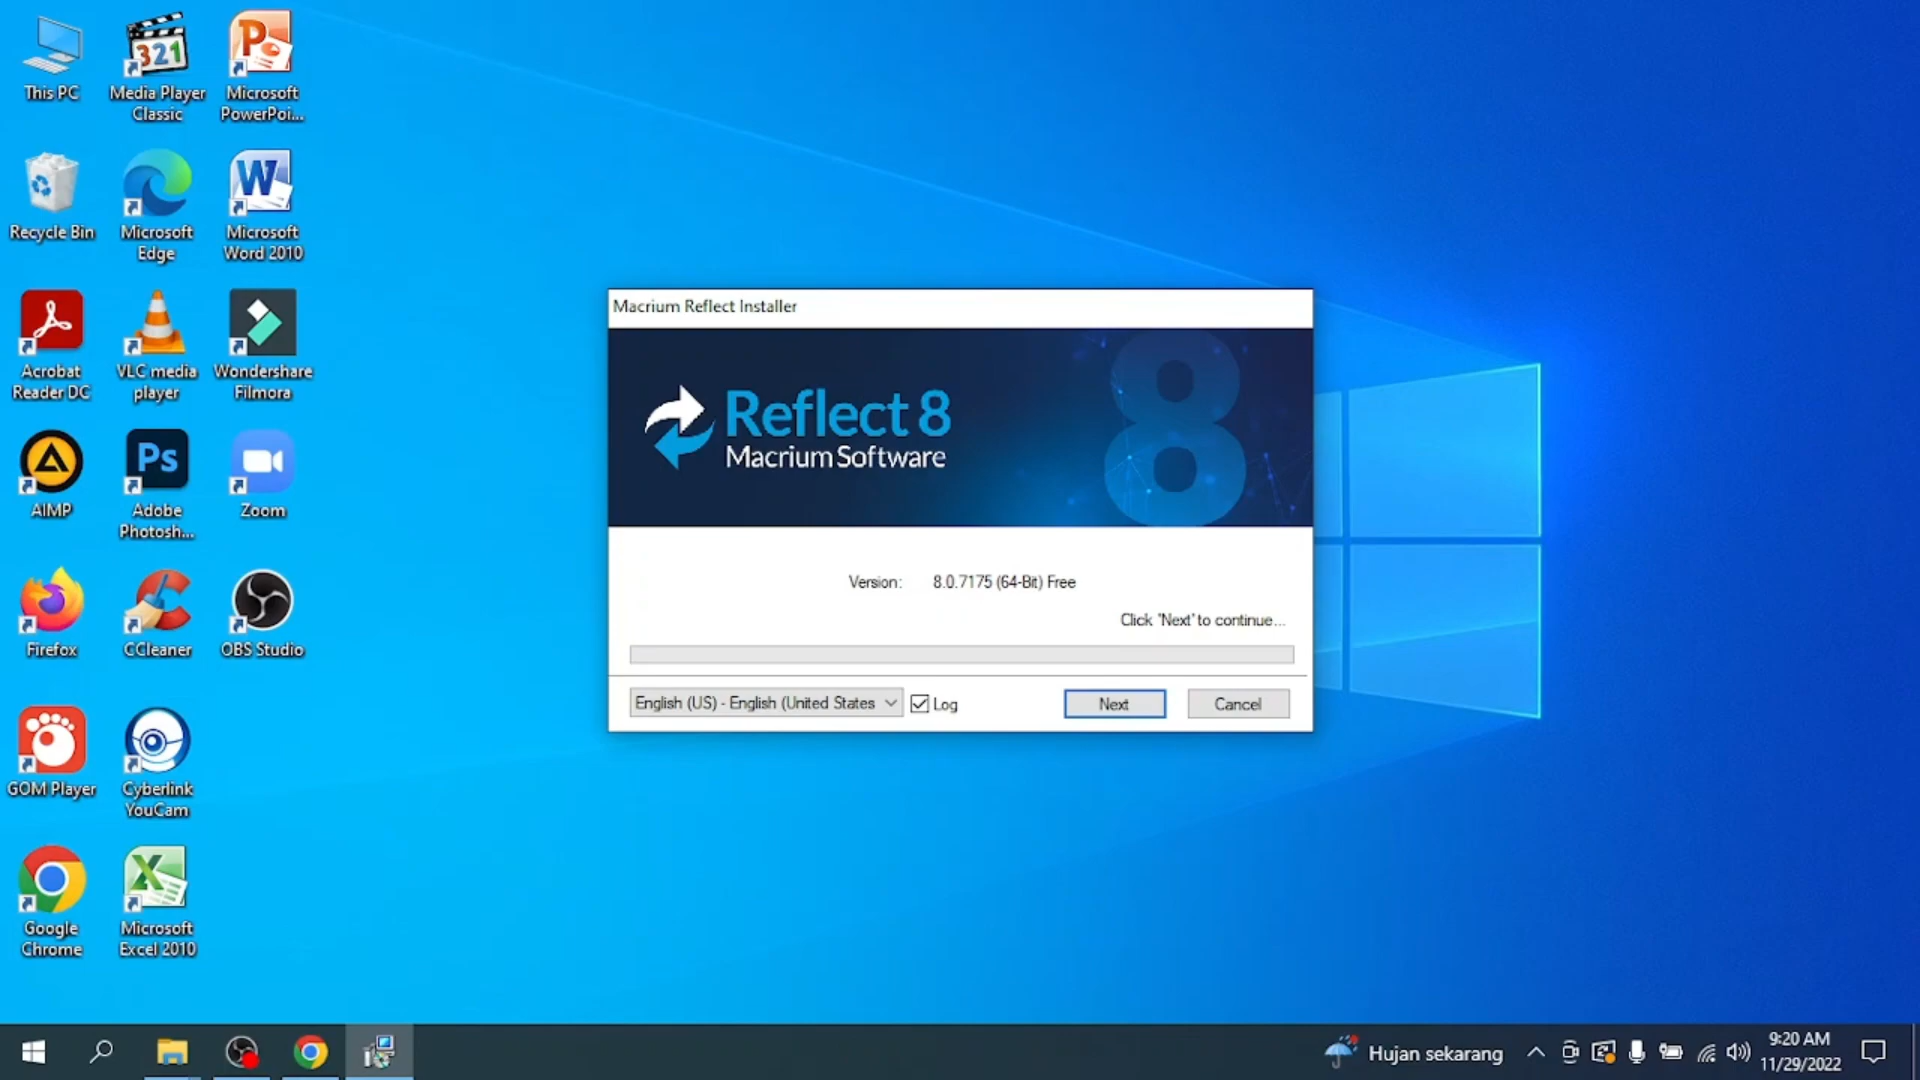 This PC
Media Player
Classic
Microsoft
PowerPoi...
Recycle Bin
Microsoft
Edge
Microsoft
Word 2010
Acrobat
Reader DC
VLC media
player
Wondershare
Filmora
AIMP
Adobe
Photosh...
Zoom
Firefox
CCleaner
OBS Studio
GOM Player
Cyberlink
YouCam
Google
Chrome
Microsoft
Excel 2010
321
P
W
Ps
X
Macrium Reflect Installer
Reflect 8
Macrium Software
8
Version: 8.0.7175 (64-Bit) Free
Click 'Next' to continue...
English (US) - English (United States
Log
Next
Cancel
Hujan sekarang
9:20 AM
11/29/2022